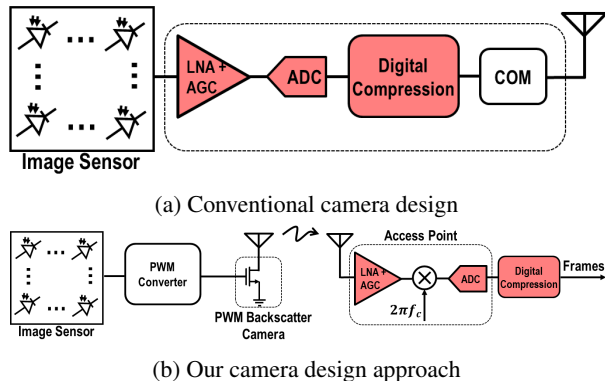 LNA +
AGC
ADC
Digital
Compression
COM
Image Sensor
(a) Conventional camera design
Access Point
PWM
Converter
LNA +
AGC
ADC
Digital
Compression
Frames
2πf_c
Image Sensor
PWM Backscatter
Camera
(b) Our camera design approach